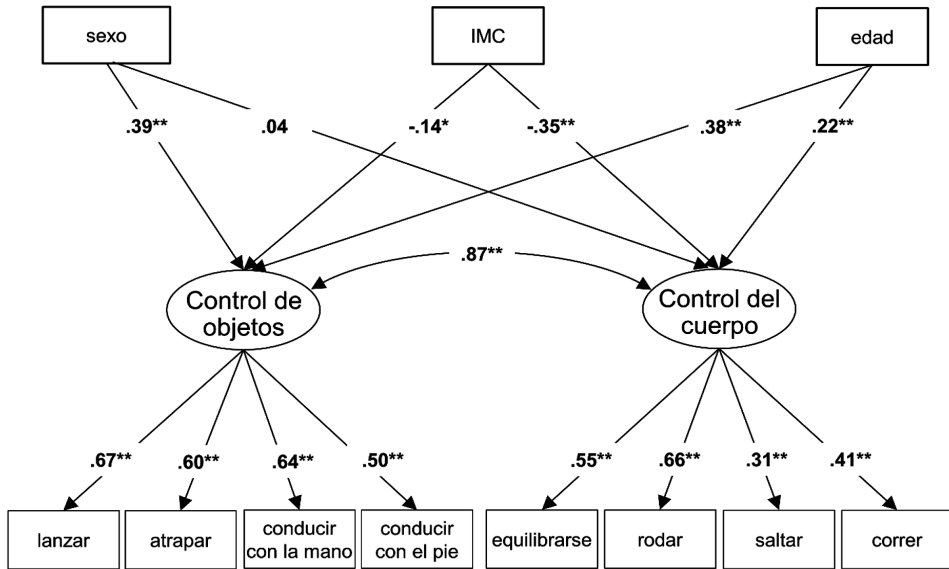 sexo
IMC
edad
.39**
.04
-.14*
-.35**
.38**
.22**
.87**
Control de
objetos
Control del
cuerpo
.67**
.60**
.64**
.50**
.55**
.66**
.31**
.41**
lanzar
atrapar
conducir
con la mano
conducir
con el pie
equilibrarse
rodar
saltar
correr